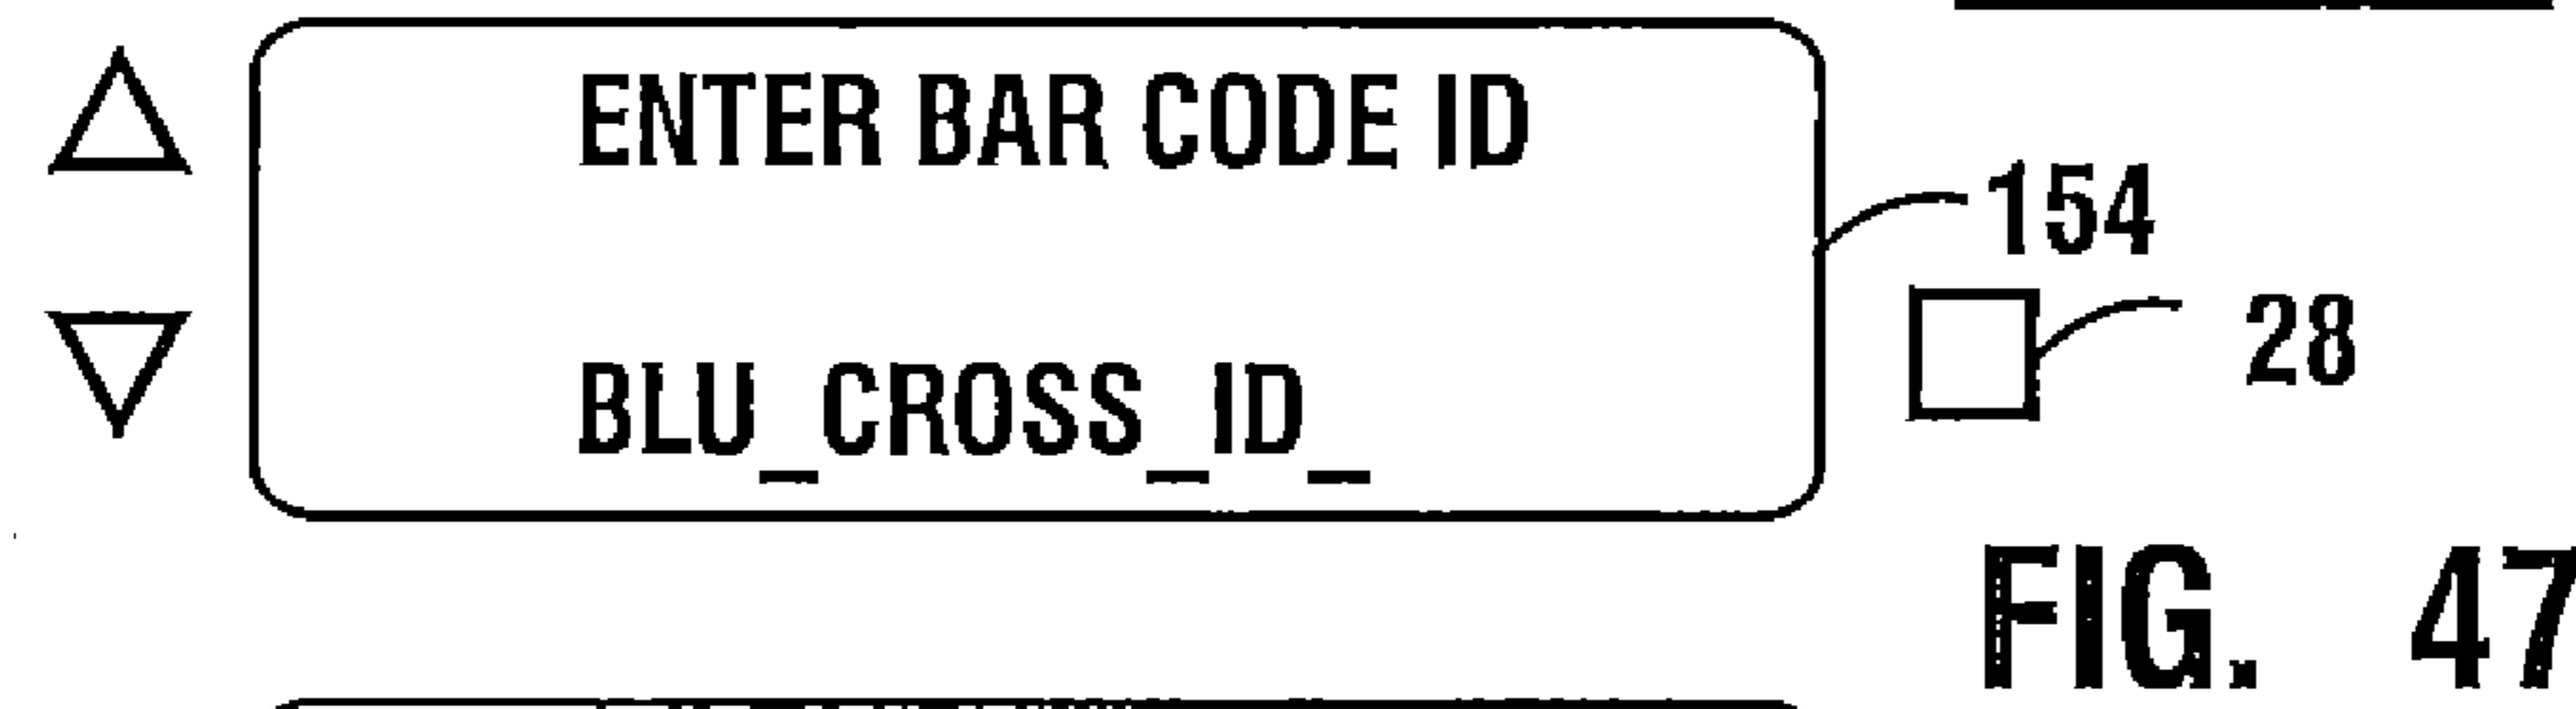 ENTER BAR CODE ID
154
28
BLU_CROSS_ID_
FIG. 47